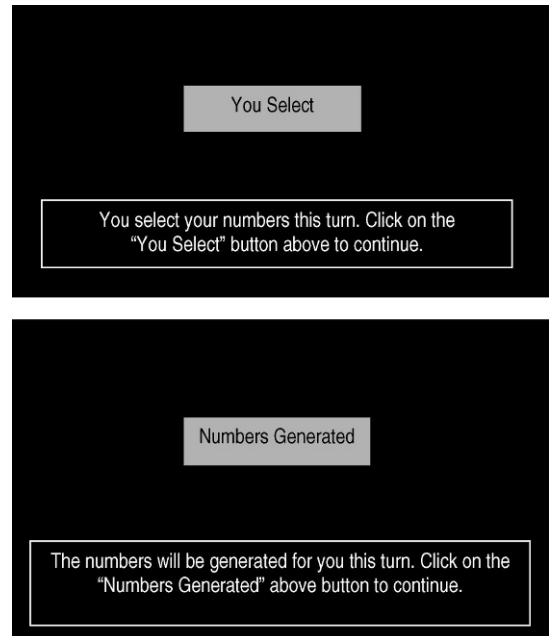 You Select
You select your numbers this turn. Click on the
“You Select” button above to continue.
Numbers Generated
The numbers will be generated for you this turn. Click on the
“Numbers Generated” above button to continue.